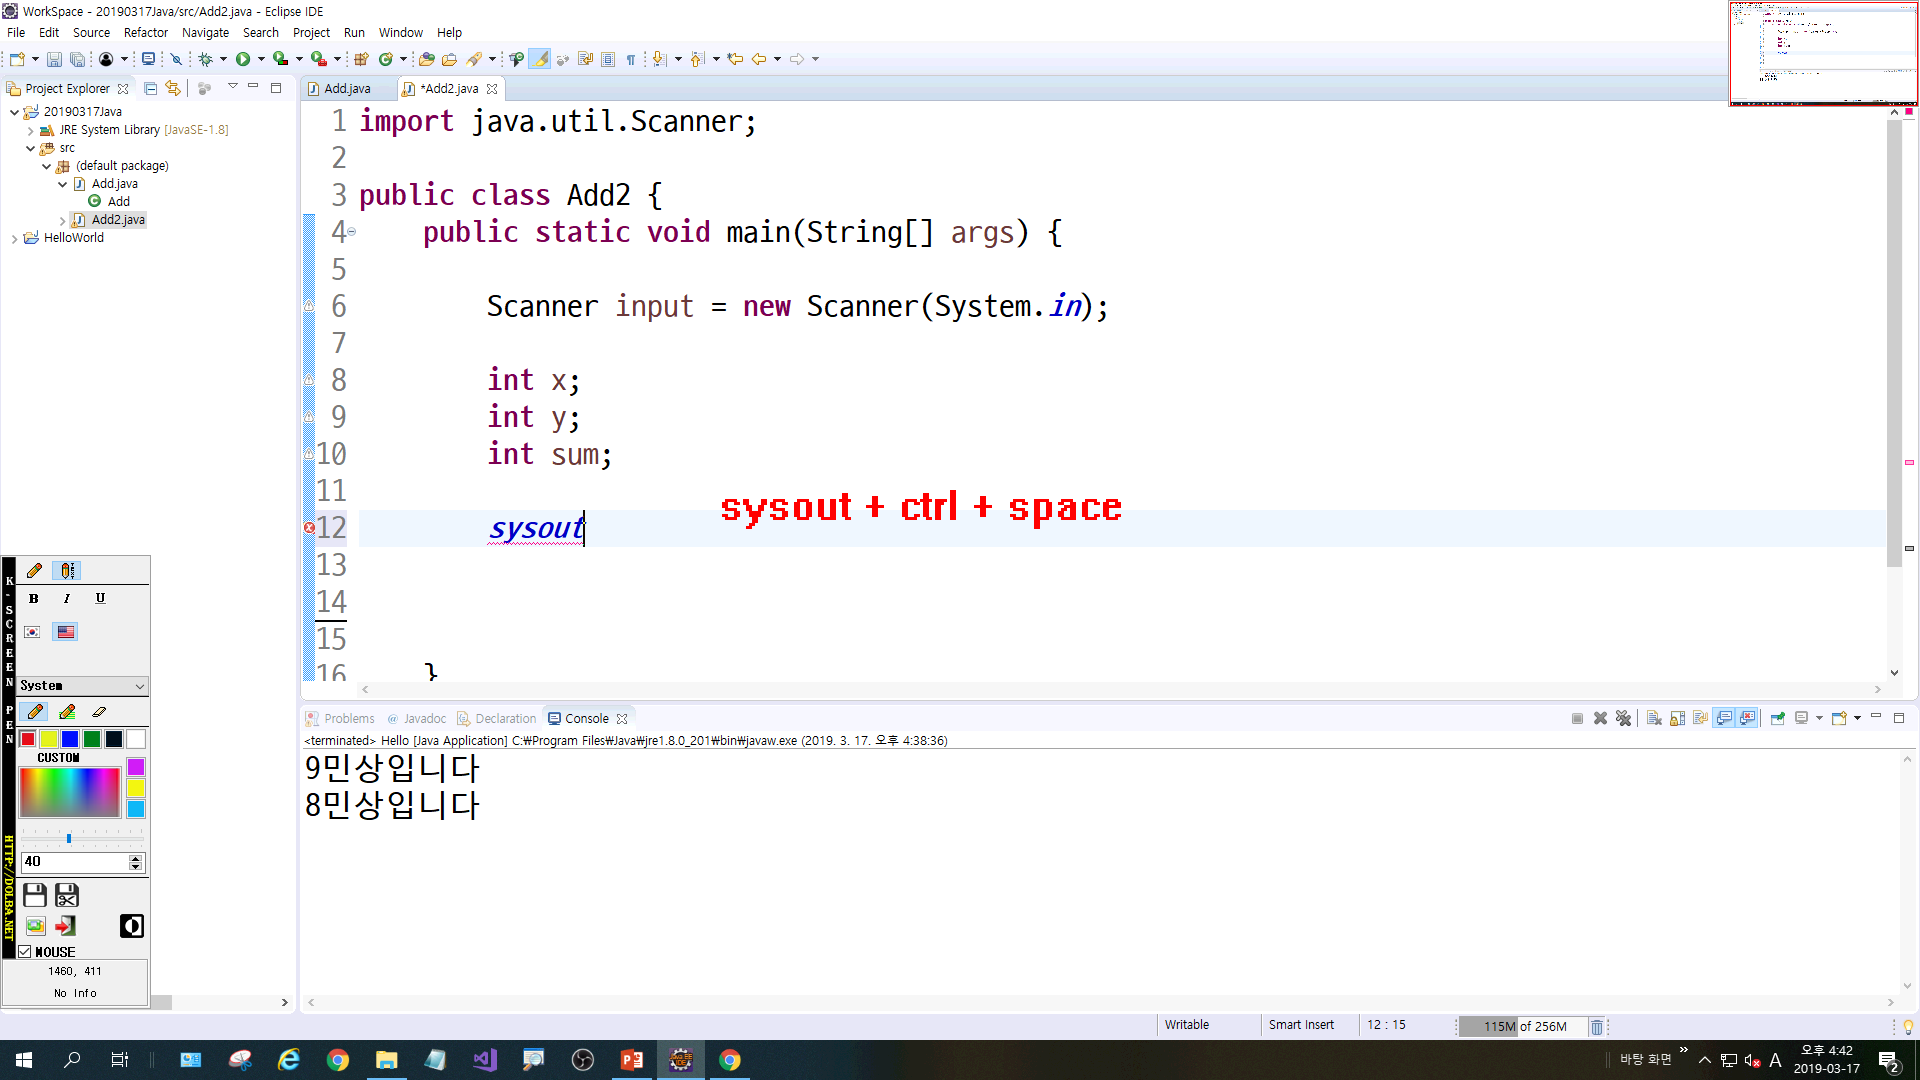 WorkSpace - 20190317Java/src/Add2.java - Eclipse IDE
File Edit Source Refactor Navigate Search Project Run Window Help
Project Explorer
20190317Java
JRE System Library [JavaSE-1.8]
src
(default package)
Add.java
Add
Add2.java
HelloWorld
Add.java
*Add2.java
1 import java.util.Scanner;
2
3 public class Add2 {
4 public static void main(String[] args) {
5
6 Scanner input = new Scanner(System.in);
7
8 int x;
9 int y;
10 int sum;
11
sysout + ctrl + space
12 sysout
13
14
15
16 }
Problems @ Javadoc Declaration Console
<terminated> Hello [Java Application] C:₩Program Files₩Java₩jre1.8.0_201₩bin₩javaw.exe (2019. 3. 17. 오후 4:38:36)
9민상입니다
8민상입니다
K-SCREEN PEN
HTTP://DOLBA.NET
B I U
System
CUSTOM
40
MOUSE
1460, 411
No Info
Writable Smart Insert 12 : 15 115M of 256M
바탕 화면
A
오후 4:42
2019-03-17
2